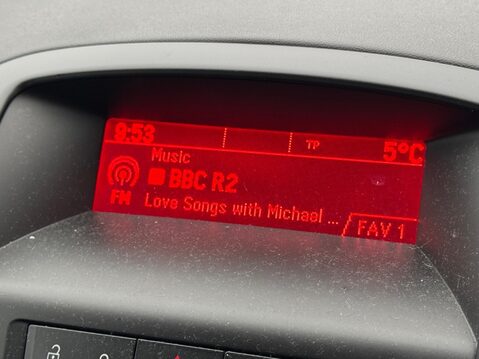 9:53 TP 5°C
Music
BBC R2
FM
Love Songs with Michael ...
FAV 1